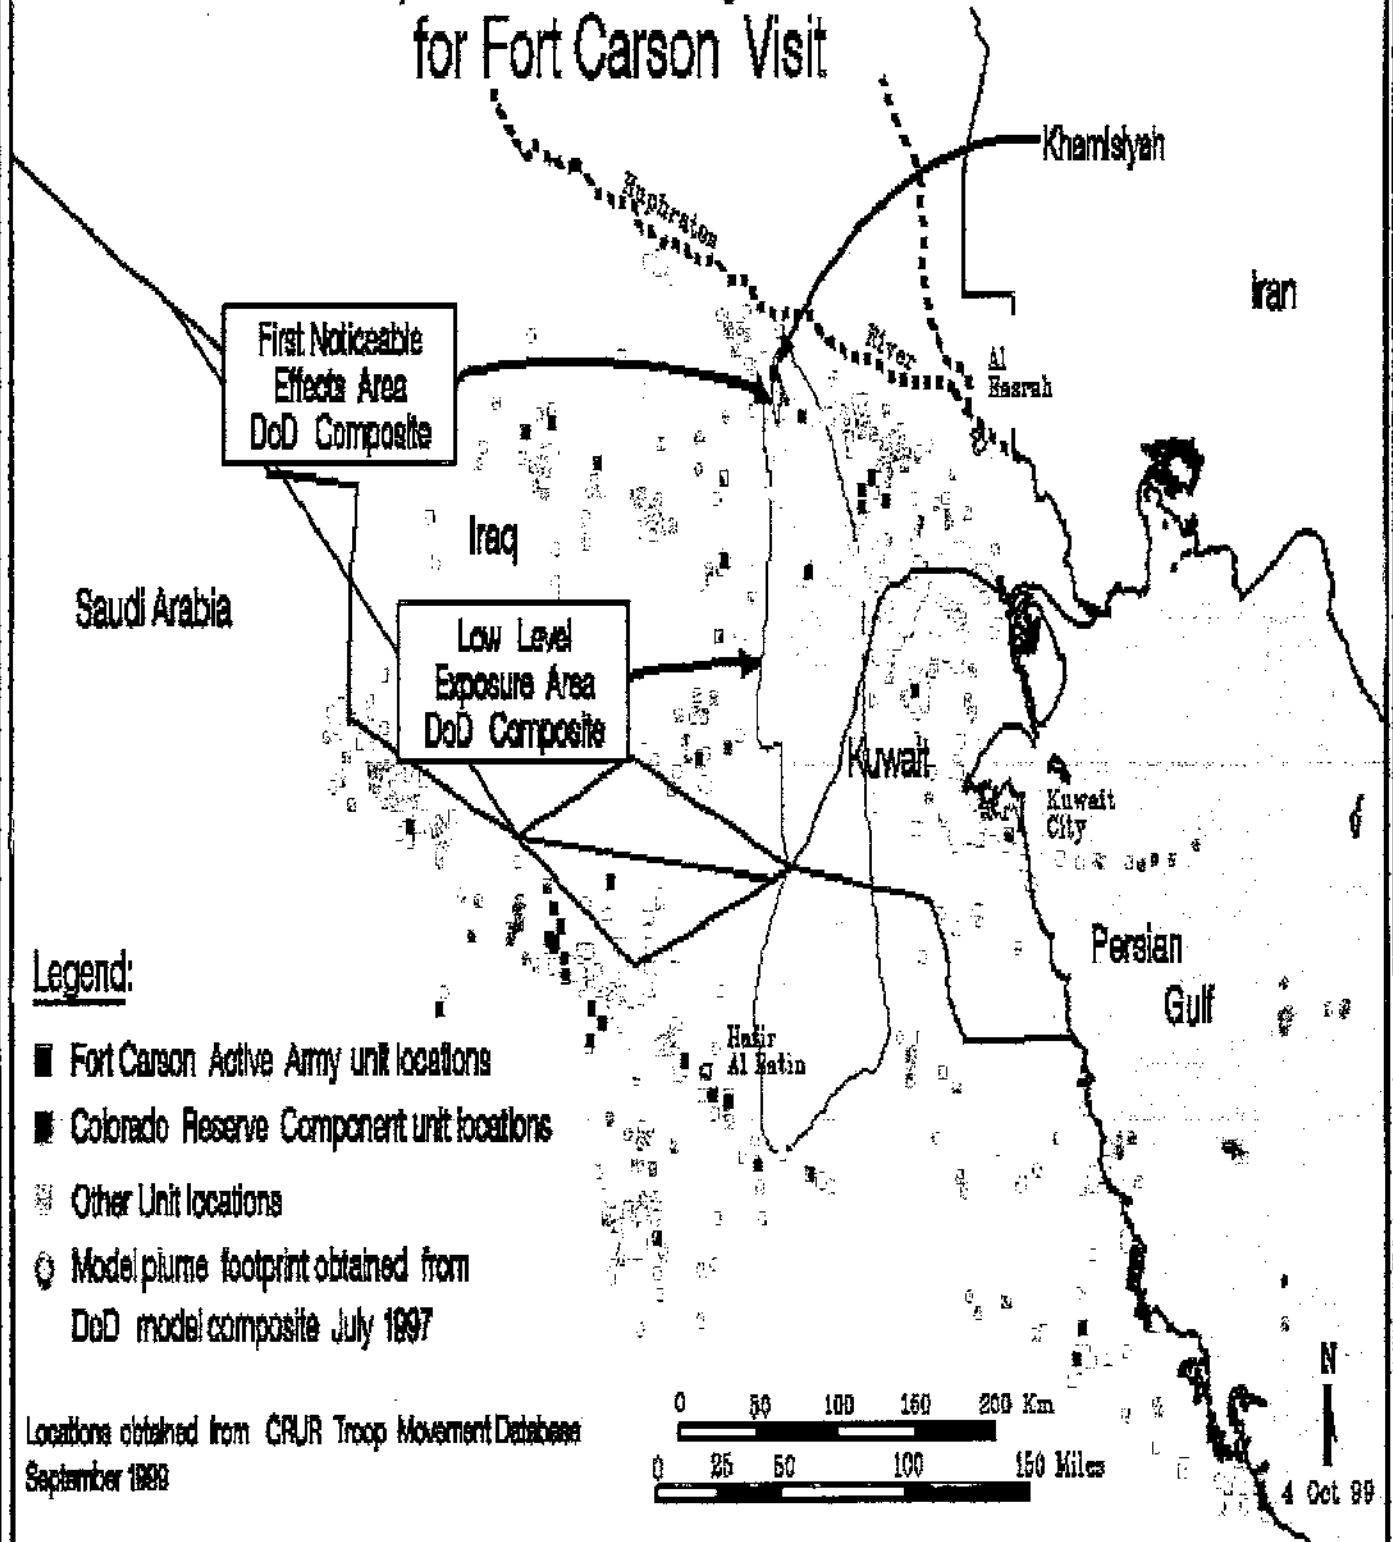 for Fort Carson Visit
Khamisiyah
Euphrates
Iran
First Noticeable
Effects Area
DoD Composite
River
Al
Basrah
Iraq
Saudi Arabia
Low Level
Exposure Area
DoD Composite
Kuwait
Kuwait
City
Persian
Gulf
Legend:
Hafir
Al Batin
Fort Carson Active Army unit locations
Colorado Reserve Component unit locations
Other Unit locations
Model plume footprint obtained from
DoD model composite July 1997
N
0 50 100 150 200 Km
Locations obtained from CRUR Troop Movement Database
September 1999
0 25 50 100 150 Miles
4 Oct 99